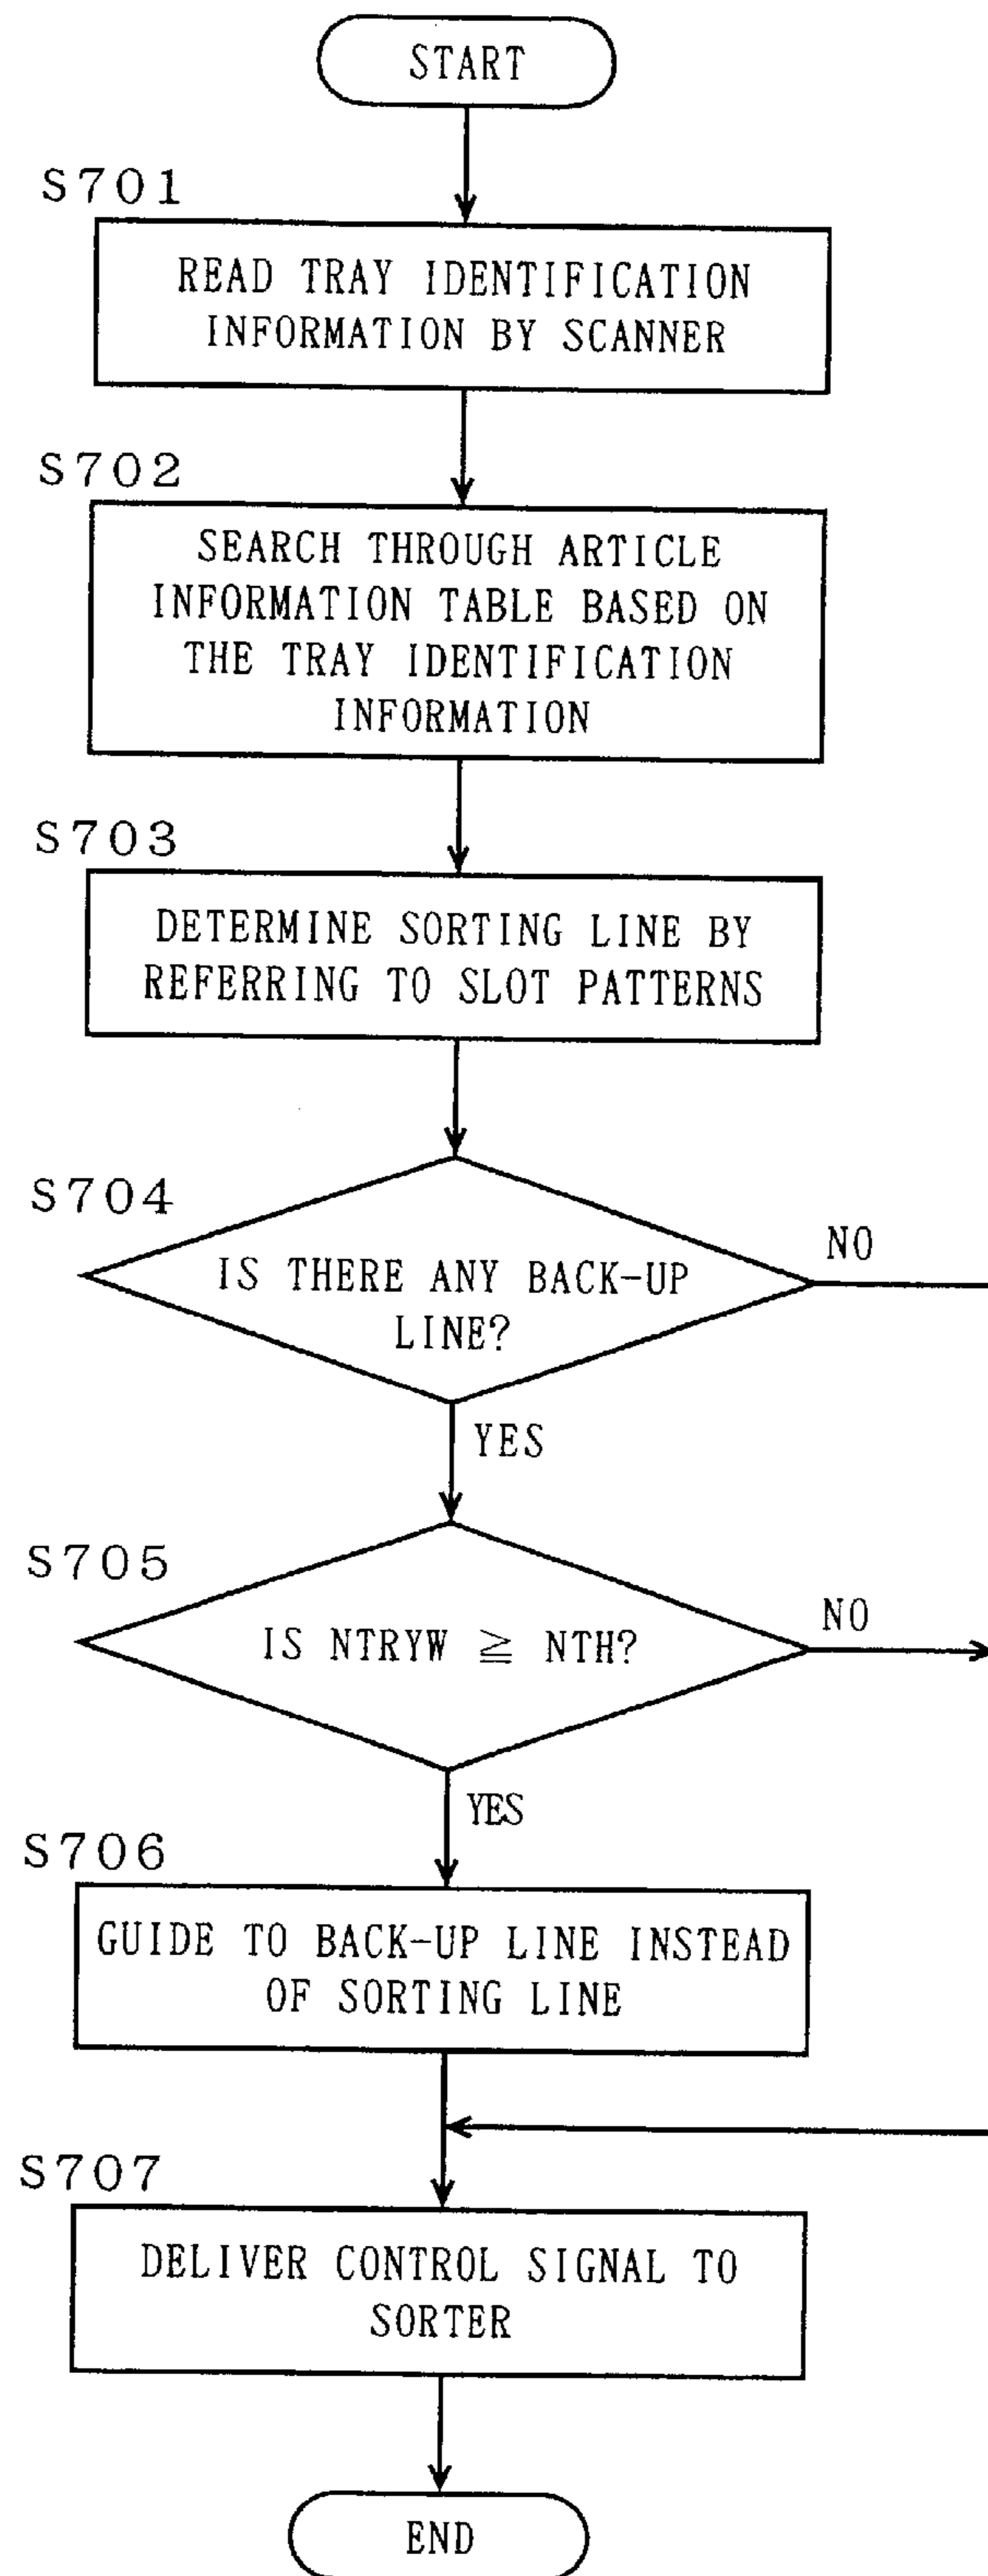 START
S701
READ TRAY IDENTIFICATION
INFORMATION BY SCANNER
S702
SEARCH THROUGH ARTICLE
INFORMATION TABLE BASED ON
THE TRAY IDENTIFICATION
INFORMATION
S703
DETERMINE SORTING LINE BY
REFERRING TO SLOT PATTERNS
S704
IS THERE ANY BACK-UP
LINE?
NO
YES
S705
IS NTRYW ≧ NTH?
NO
YES
S706
GUIDE TO BACK-UP LINE INSTEAD
OF SORTING LINE
S707
DELIVER CONTROL SIGNAL TO
SORTER
END